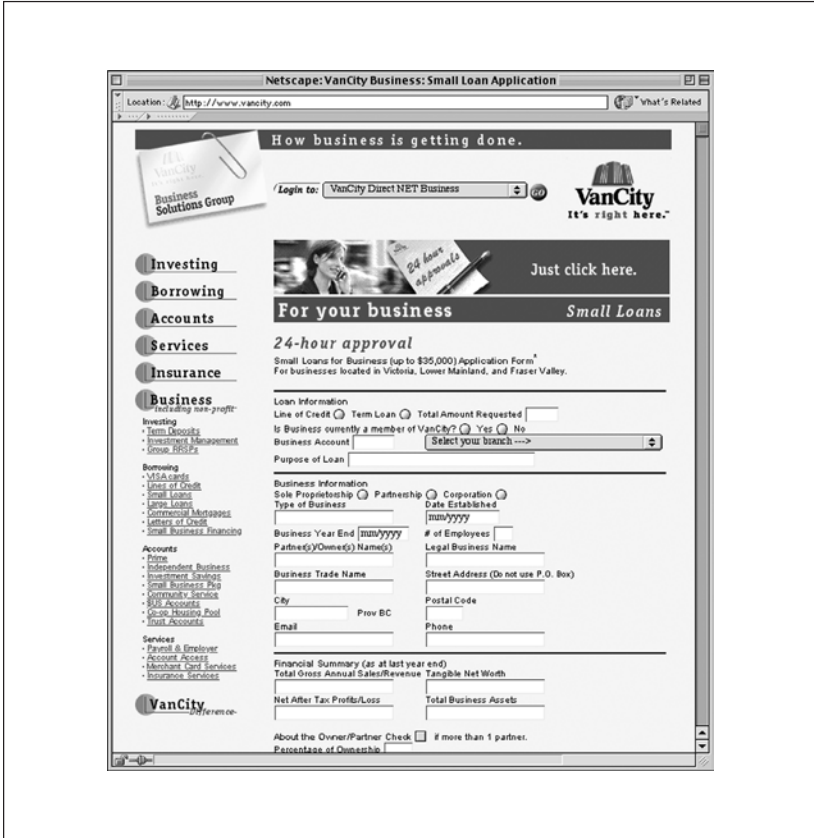 Netscape: VanCity Business: Small Loan Application
Location: http://www.vancity.com What's Related
How business is getting done.
VanCity
Business
Solutions Group
Login to: VanCity Direct NET Business GO
VanCity
It's right here.™
24 hour
approvals
Just click here.
For your business Small Loans
Investing
Borrowing
Accounts
Services
Insurance
Business
including non-profit
Investing
· Term Deposits
· Investment Management
· Group RRSPs
Borrowing
· VISA cards
· Lines of Credit
· Small Loans
· Large Loans
· Commercial Mortgages
· Letters of Credit
· Small Business Financing
Accounts
· Prime
· Independent Business
· Investment Savings
· Small Business Pkg
· Community Service
· $US Accounts
· Co-op Housing Pool
· Trust Accounts
Services
· Payroll & Employer
· Account Access
· Merchant Card Services
· Insurance Services
VanCity
Difference
24-hour approval
Small Loans for Business (up to $35,000) Application Form*
For businesses located in Victoria, Lower Mainland, and Fraser Valley.
Loan Information
Line of Credit Term Loan Total Amount Requested
Is Business currently a member of VanCity? Yes No
Business Account Select your branch --->
Purpose of Loan
Business Information
Sole Proprietoship Partnership Corporation
Type of Business Date Established
mm/yyyy
Business Year End mm/yyyy # of Employees
Partner(s)/Owner(s) Name(s) Legal Business Name
Business Trade Name Street Address (Do not use P.O. Box)
City Prov BC Postal Code
Email Phone
Financial Summary (as at last year end)
Total Gross Annual Sales/Revenue Tangible Net Worth
Net After Tax Profits/Loss Total Business Assets
About the Owner/Partner Check if more than 1 partner.
Percentage of Ownership